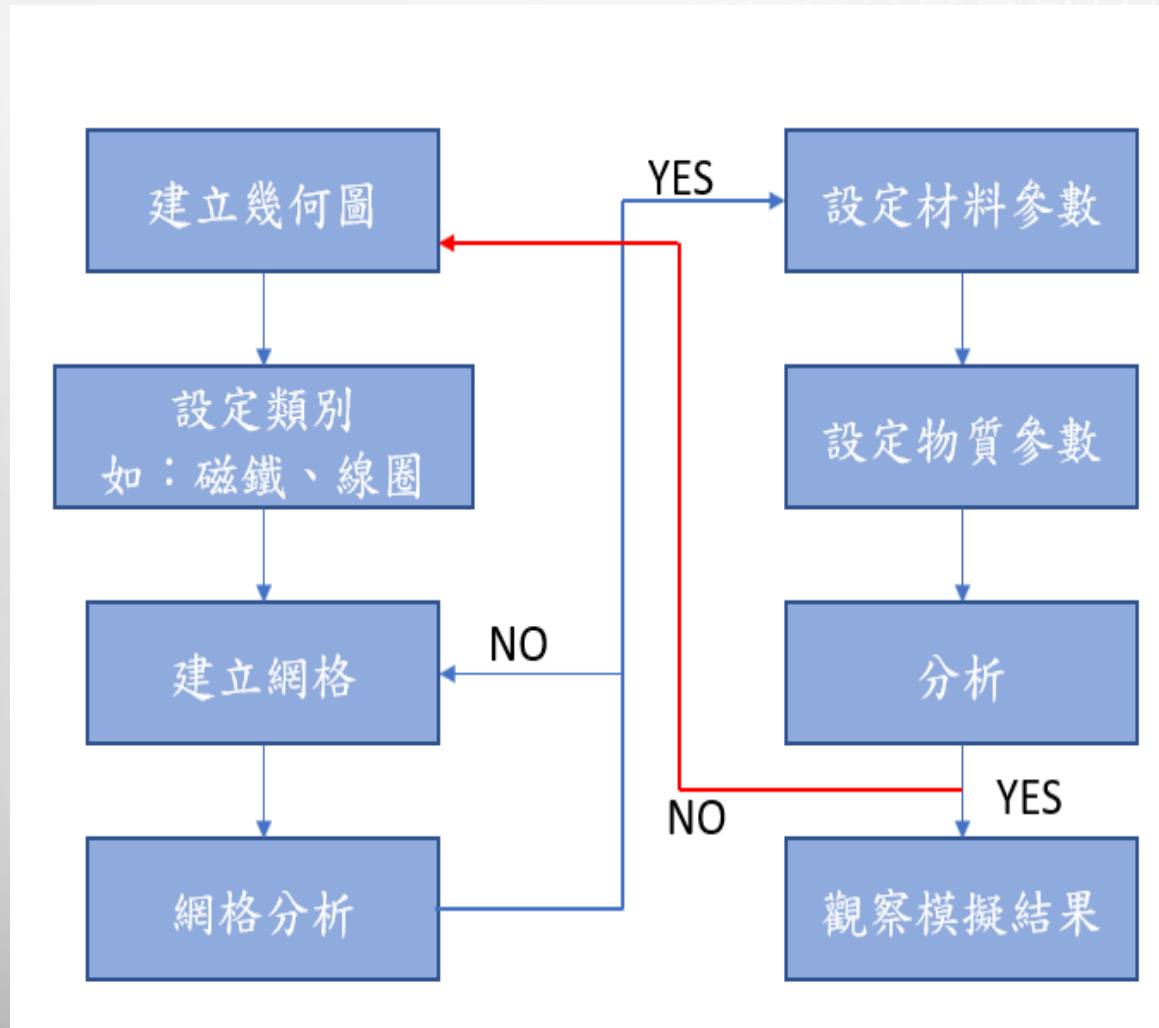 建立幾何圖
設定類別
如：磁鐵、線圈
建立網格
網格分析
NO
YES
設定材料參數
設定物質參數
分析
NO
YES
觀察模擬結果